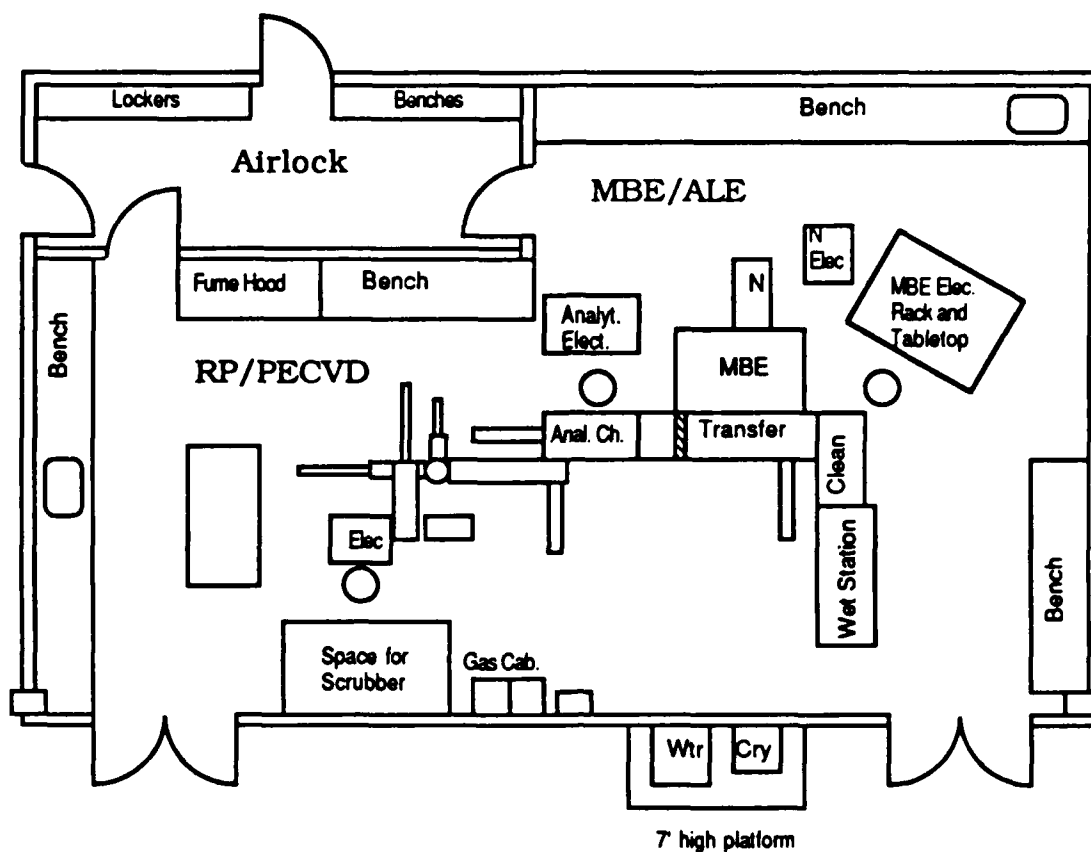 Lockers
Benches
Bench
Airlock
MBE/ALE
N
Elec
Fume Hood
Bench
N
MBE Elec.
Rack and
Tabletop
Analyt.
Elect.
Bench
RP/PECVD
MBE
Anal. Ch.
Transfer
Clean
Elec
Wet Station
Bench
Space for
Scrubber
Gas Cab.
Wtr
Cry
7' high platform